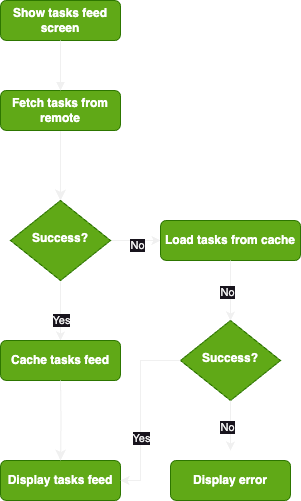 Show tasks feed
screen
Fetch tasks from
remote
Success?
No
Load tasks from cache
No
Yes
Cache tasks feed
Success?
Yes
No
Display tasks feed
Display error